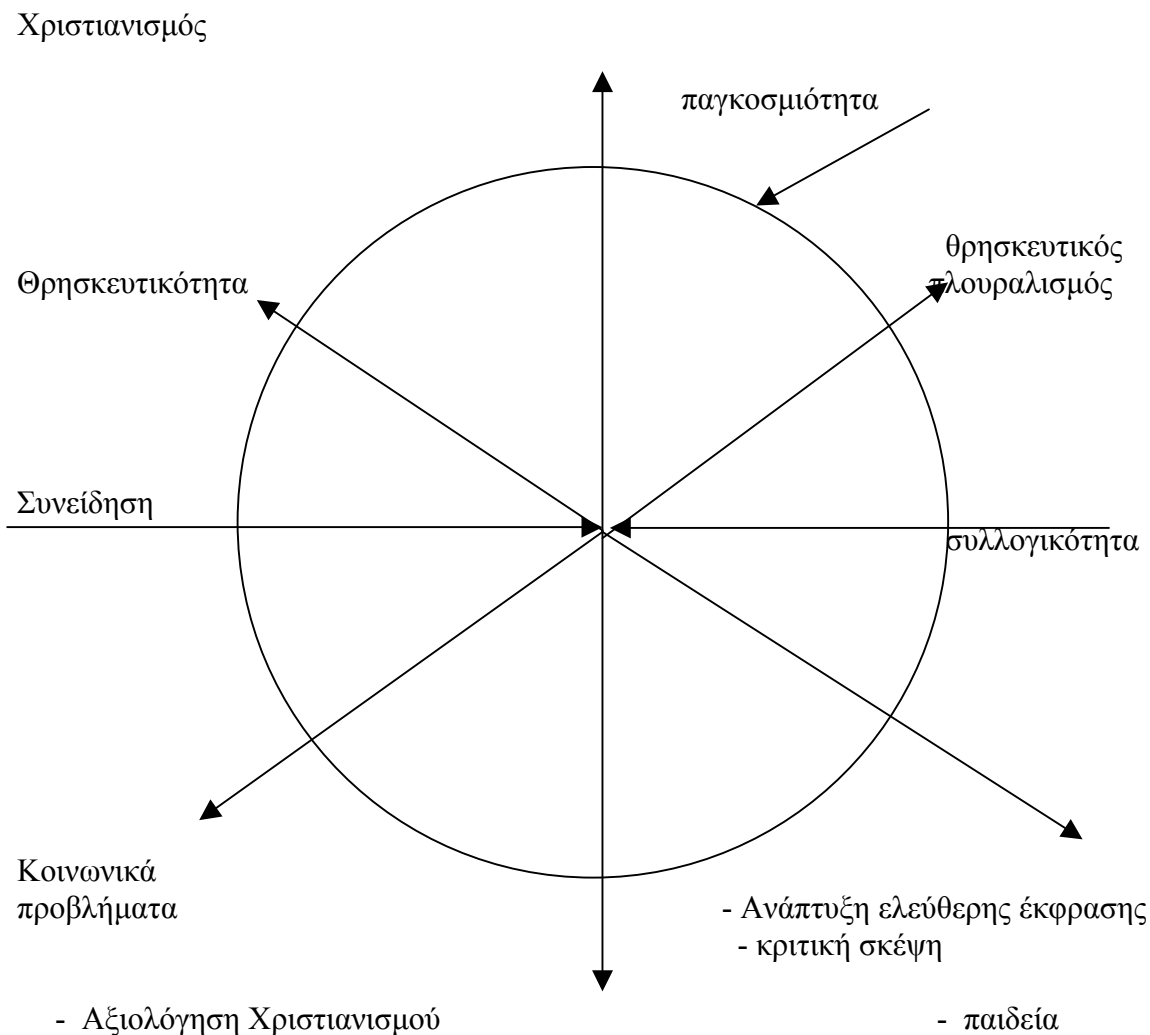 Χριστιανισμός
παγκοσμιότητα
θρησκευτικός
πλουραλισμός
Θρησκευτικότητα
Συνείδηση
συλλογικότητα
Κοινωνικά
προβλήματα
- Ανάπτυξη ελεύθερης έκφρασης
- κριτική σκέψη
- Αξιολόγηση Χριστιανισμού
- παιδεία